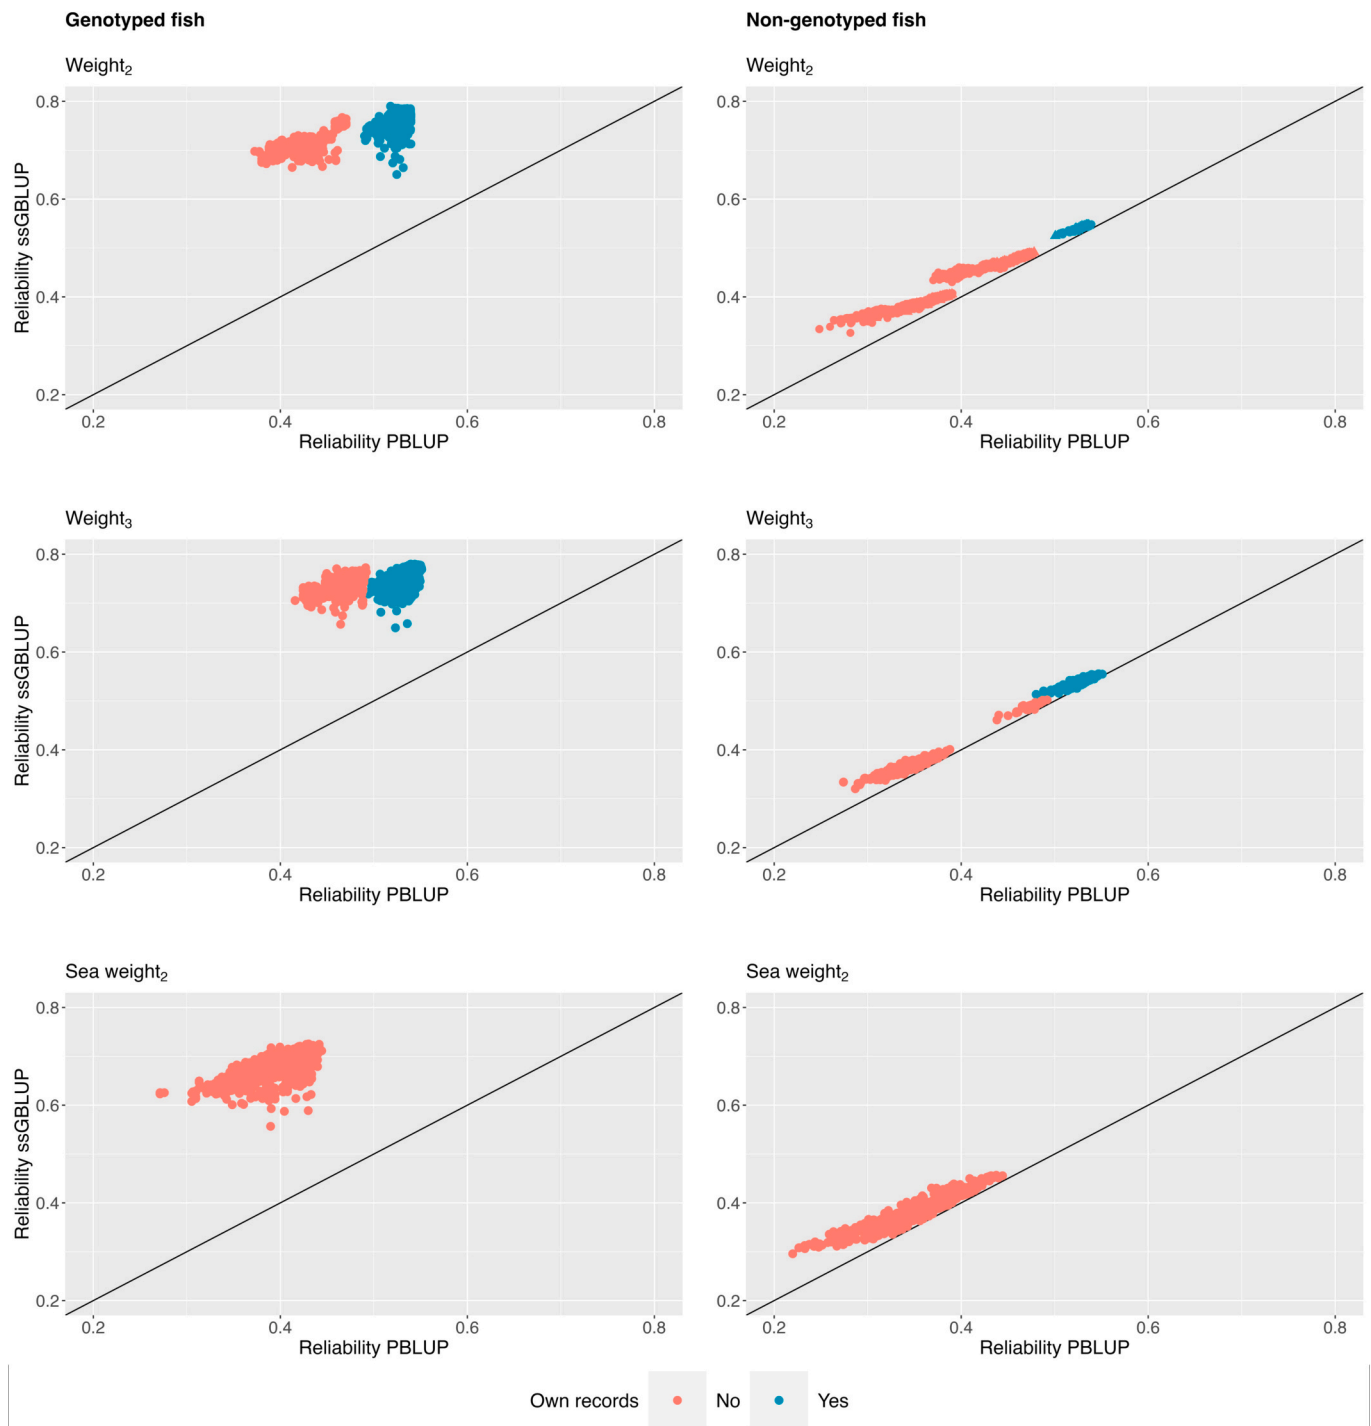 Genotyped fish
Non-genotyped fish
Weight₂
Weight₂
0.8
0.6
0.4
0.2
Reliability ssGBLUP
0.2 0.4 0.6 0.8
Reliability PBLUP
0.8
0.6
0.4
0.2
0.2 0.4 0.6 0.8
Reliability PBLUP
Weight₃
Weight₃
0.8
0.6
0.4
0.2
Reliability ssGBLUP
0.2 0.4 0.6 0.8
Reliability PBLUP
0.8
0.6
0.4
0.2
0.2 0.4 0.6 0.8
Reliability PBLUP
Sea weight₂
Sea weight₂
0.8
0.6
0.4
0.2
Reliability ssGBLUP
0.2 0.4 0.6 0.8
Reliability PBLUP
0.8
0.6
0.4
0.2
0.2 0.4 0.6 0.8
Reliability PBLUP
Own records No Yes